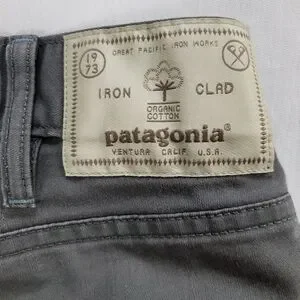 GREAT PACIFIC IRON WORKS
19
73
IRON CLAD
ORGANIC
COTTON
patagonia®
VENTURA CALIF. U.S.A.